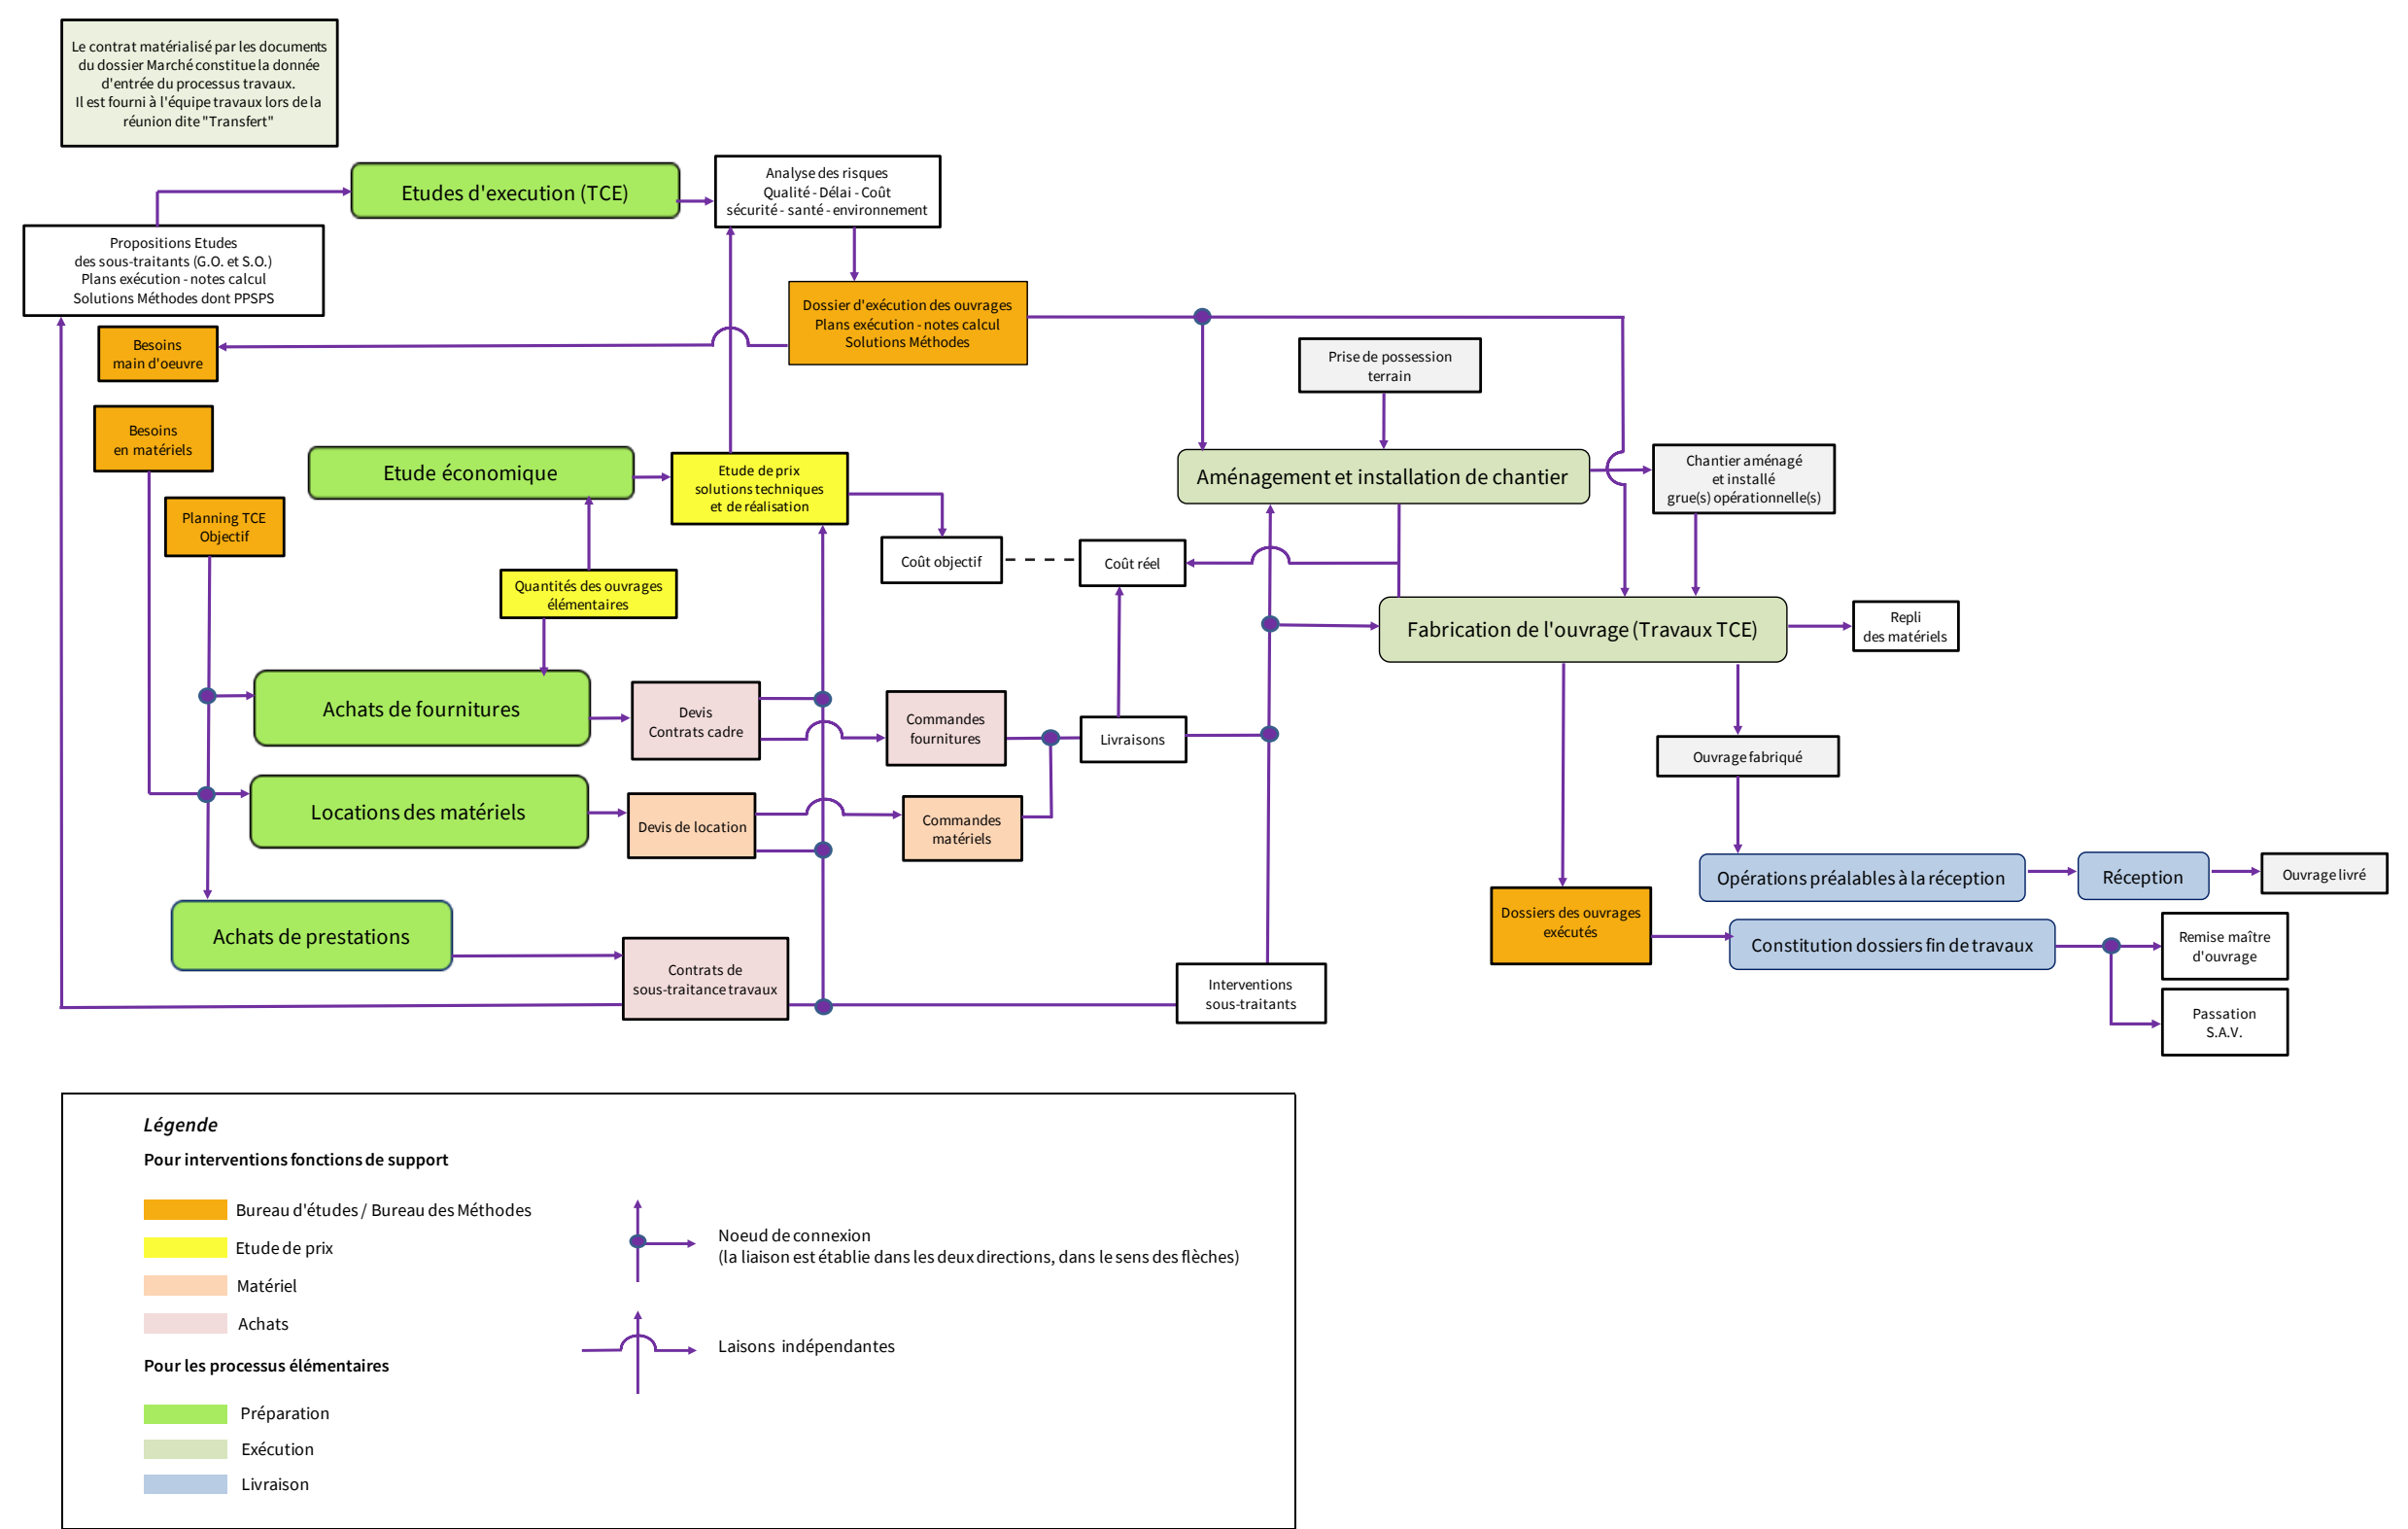 Le contrat matérialisé par les documents
du dossier Marché constitue la donnée
d'entrée du processus travaux.
Il est fourni à l'équipe travaux lors de la
réunion dite "Transfert"
Etudes d'execution (TCE)
Analyse des risques
Qualité - Délai - Coût
sécurité - santé - environnement
Propositions Etudes
des sous-traitants (G.O. et S.O.)
Plans exécution - notes calcul
Solutions Méthodes dont PPSPS
Dossier d'exécution des ouvrages
Plans exécution - notes calcul
Solutions Méthodes
Besoins
main d'oeuvre
Prise de possession
terrain
Besoins
en matériels
Etude économique
Etude de prix
solutions techniques
et de réalisation
Aménagement et installation de chantier
Chantier aménagé
et installé
grue(s) opérationnelle(s)
Planning TCE
Objectif
Coût objectif
Coût réel
Quantités des ouvrages
élémentaires
Fabrication de l'ouvrage (Travaux TCE)
Repli
des matériels
Achats de fournitures
Devis
Contrats cadre
Commandes
fournitures
Livraisons
Ouvrage fabriqué
Locations des matériels
Devis de location
Commandes
matériels
Opérations préalables à la réception
Réception
Ouvrage livré
Achats de prestations
Contrats de
sous-traitance travaux
Interventions
sous-traitants
Dossiers des ouvrages
exécutés
Constitution dossiers fin de travaux
Remise maître
d'ouvrage
Passation
S.A.V.
Légende
Pour interventions fonctions de support
Bureau d'études / Bureau des Méthodes
Etude de prix
Matériel
Achats
Noeud de connexion
(la liaison est établie dans les deux directions, dans le sens des flèches)
Laisons indépendantes
Pour les processus élémentaires
Préparation
Exécution
Livraison